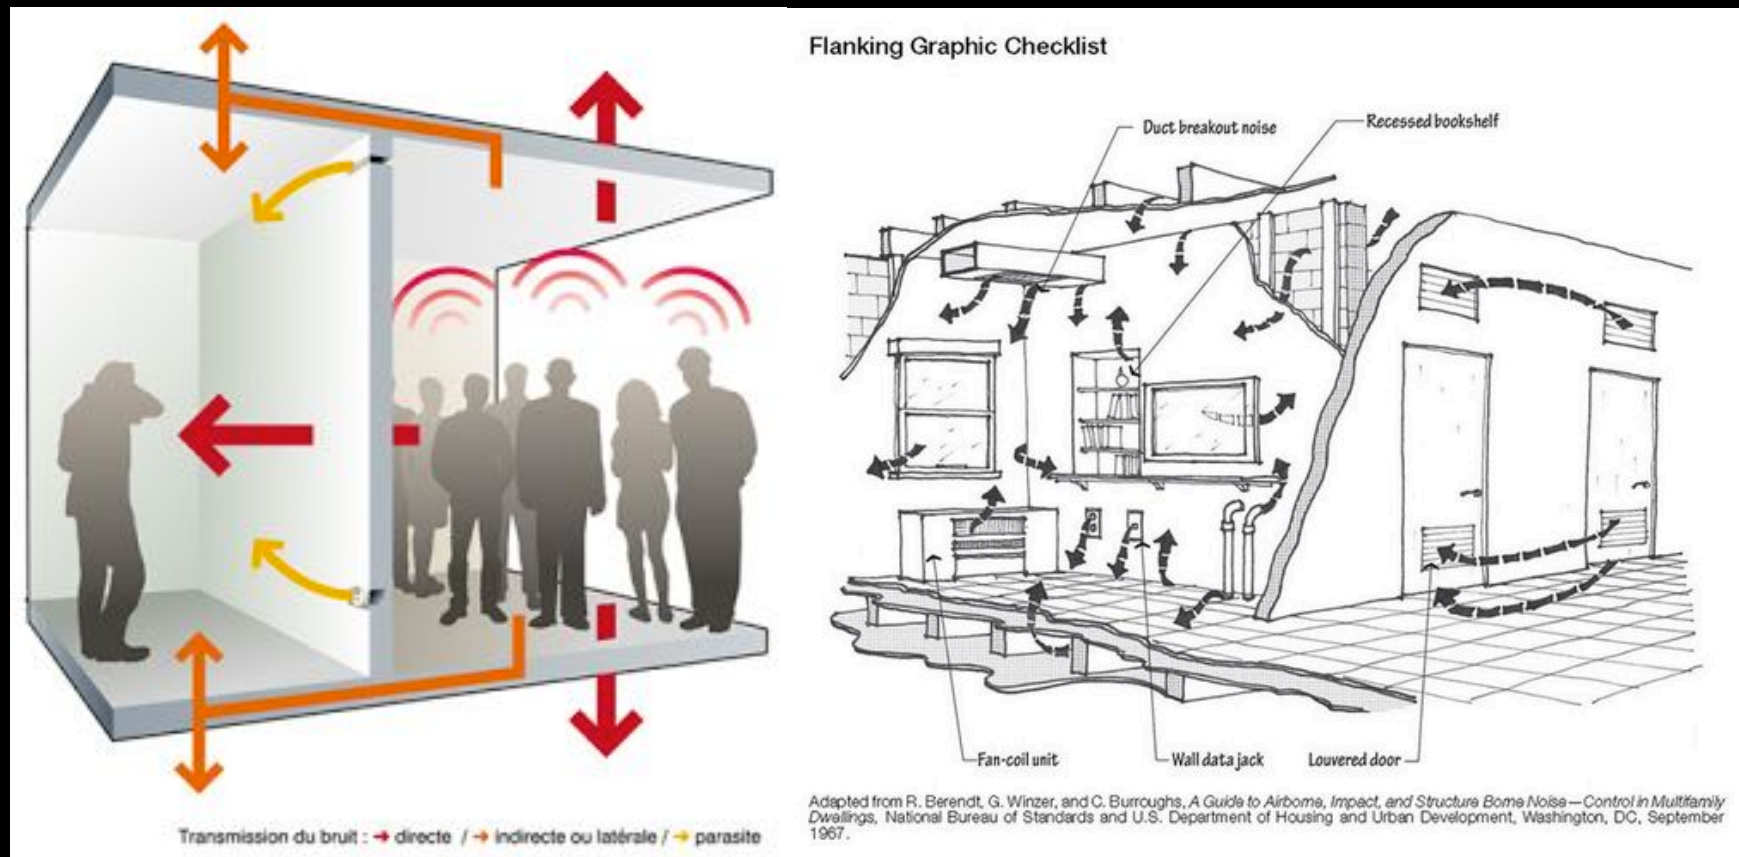 Transmission du bruit : → directe / → indirecte ou latérale / → parasite
Flanking Graphic Checklist
Duct breakout noise
Recessed bookshelf
Fan-coil unit
Wall data jack
Louvered door
Adapted from R. Berendt, G. Winzer, and C. Burroughs, A Guide to Airborne, Impact, and Structure Borne Noise—Control in Multifamily
Dwellings, National Bureau of Standards and U.S. Department of Housing and Urban Development, Washington, DC, September
1967.